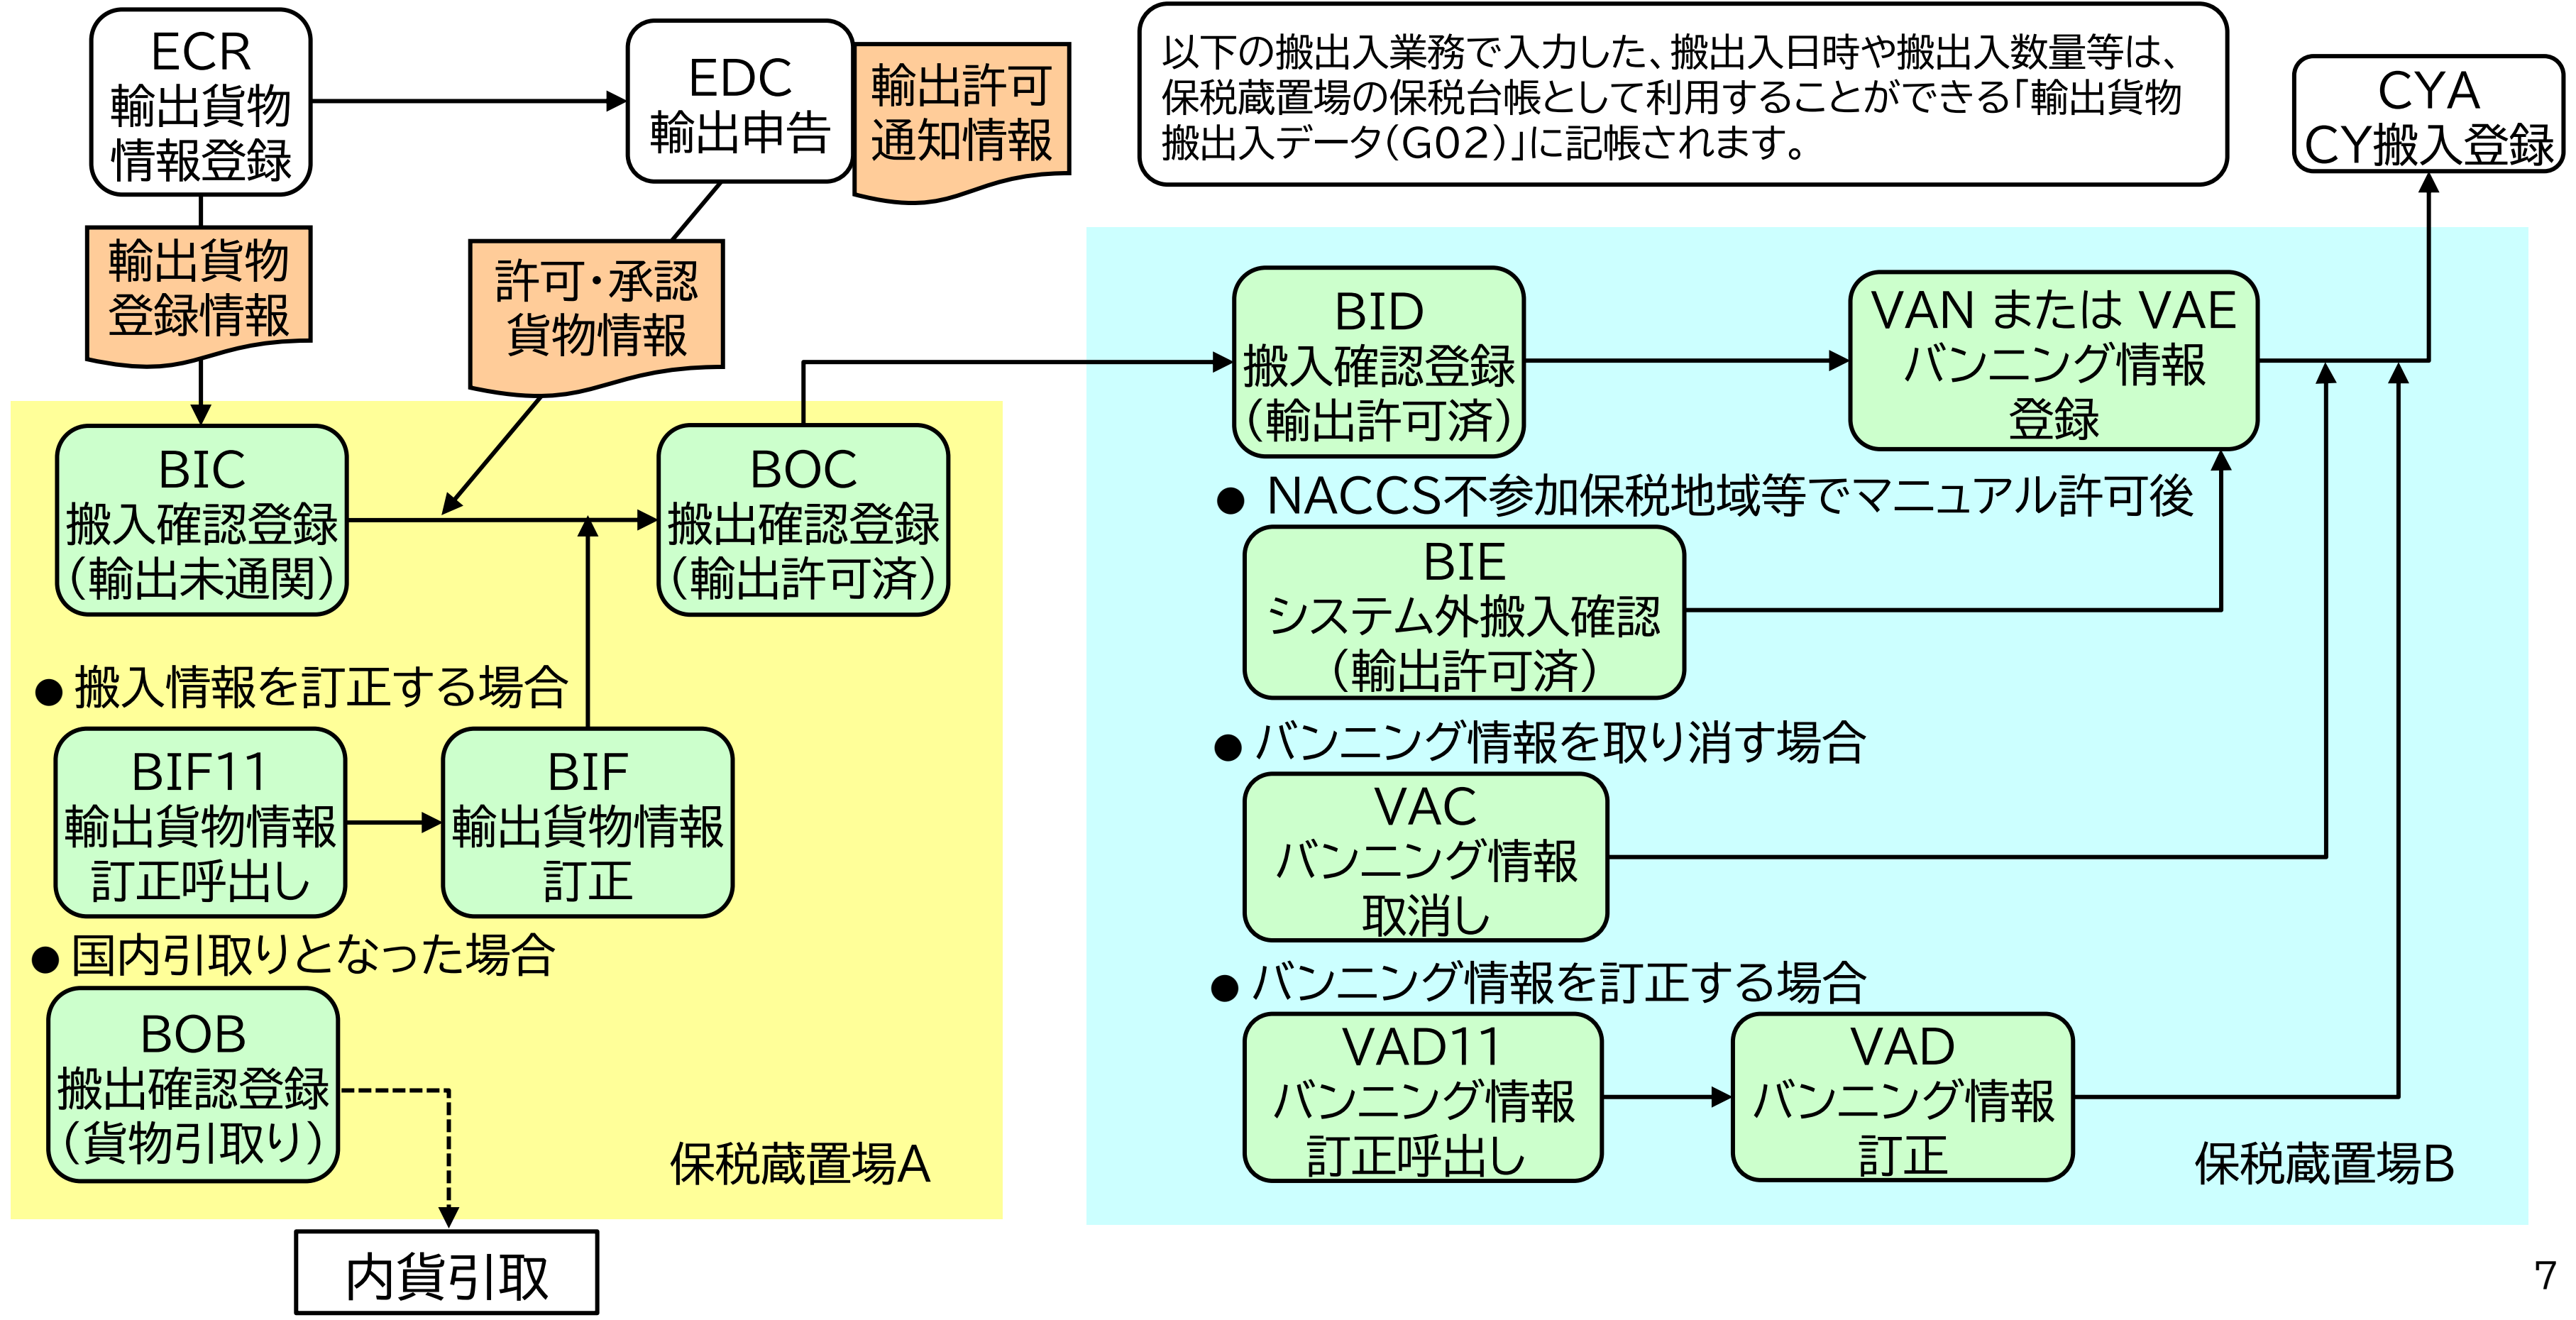 ECR
輸出貨物
情報登録
EDC
輸出申告
輸出許可
通知情報
以下の搬出入業務で入力した、搬出入日時や搬出入数量等は、
保税蔵置場の保税台帳として利用することができる「輸出貨物
搬出入データ(G02)」に記帳されます。
CYA
CY搬入登録
輸出貨物
登録情報
許可・承認
貨物情報
BIC
搬入確認登録
(輸出未通関)
BOC
搬出確認登録
(輸出許可済)
● 搬入情報を訂正する場合
BIF11
輸出貨物情報
訂正呼出し
BIF
輸出貨物情報
訂正
● 国内引取りとなった場合
BOB
搬出確認登録
(貨物引取り)
保税蔵置場A
内貨引取
BID
搬入確認登録
(輸出許可済)
VAN または VAE
バンニング情報
登録
● NACCS不参加保税地域等でマニュアル許可後
BIE
システム外搬入確認
(輸出許可済)
● バンニング情報を取り消す場合
VAC
バンニング情報
取消し
● バンニング情報を訂正する場合
VAD11
バンニング情報
訂正呼出し
VAD
バンニング情報
訂正
保税蔵置場B
7